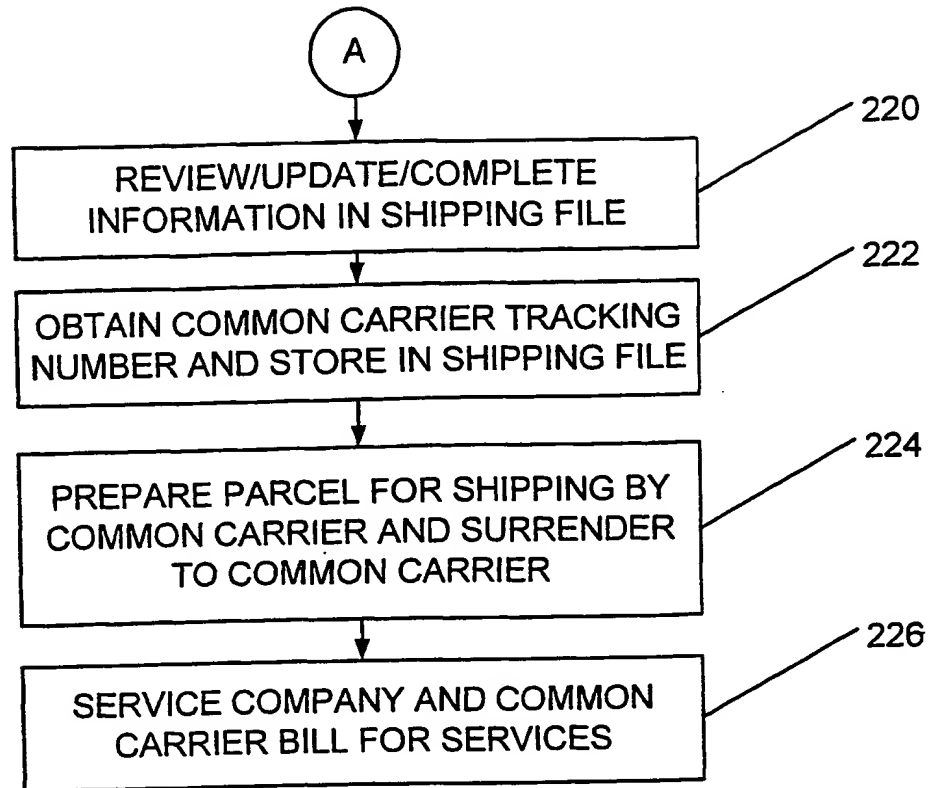 A
220
REVIEW/UPDATE/COMPLETE
INFORMATION IN SHIPPING FILE
222
OBTAIN COMMON CARRIER TRACKING
NUMBER AND STORE IN SHIPPING FILE
224
PREPARE PARCEL FOR SHIPPING BY
COMMON CARRIER AND SURRENDER
TO COMMON CARRIER
226
SERVICE COMPANY AND COMMON
CARRIER BILL FOR SERVICES